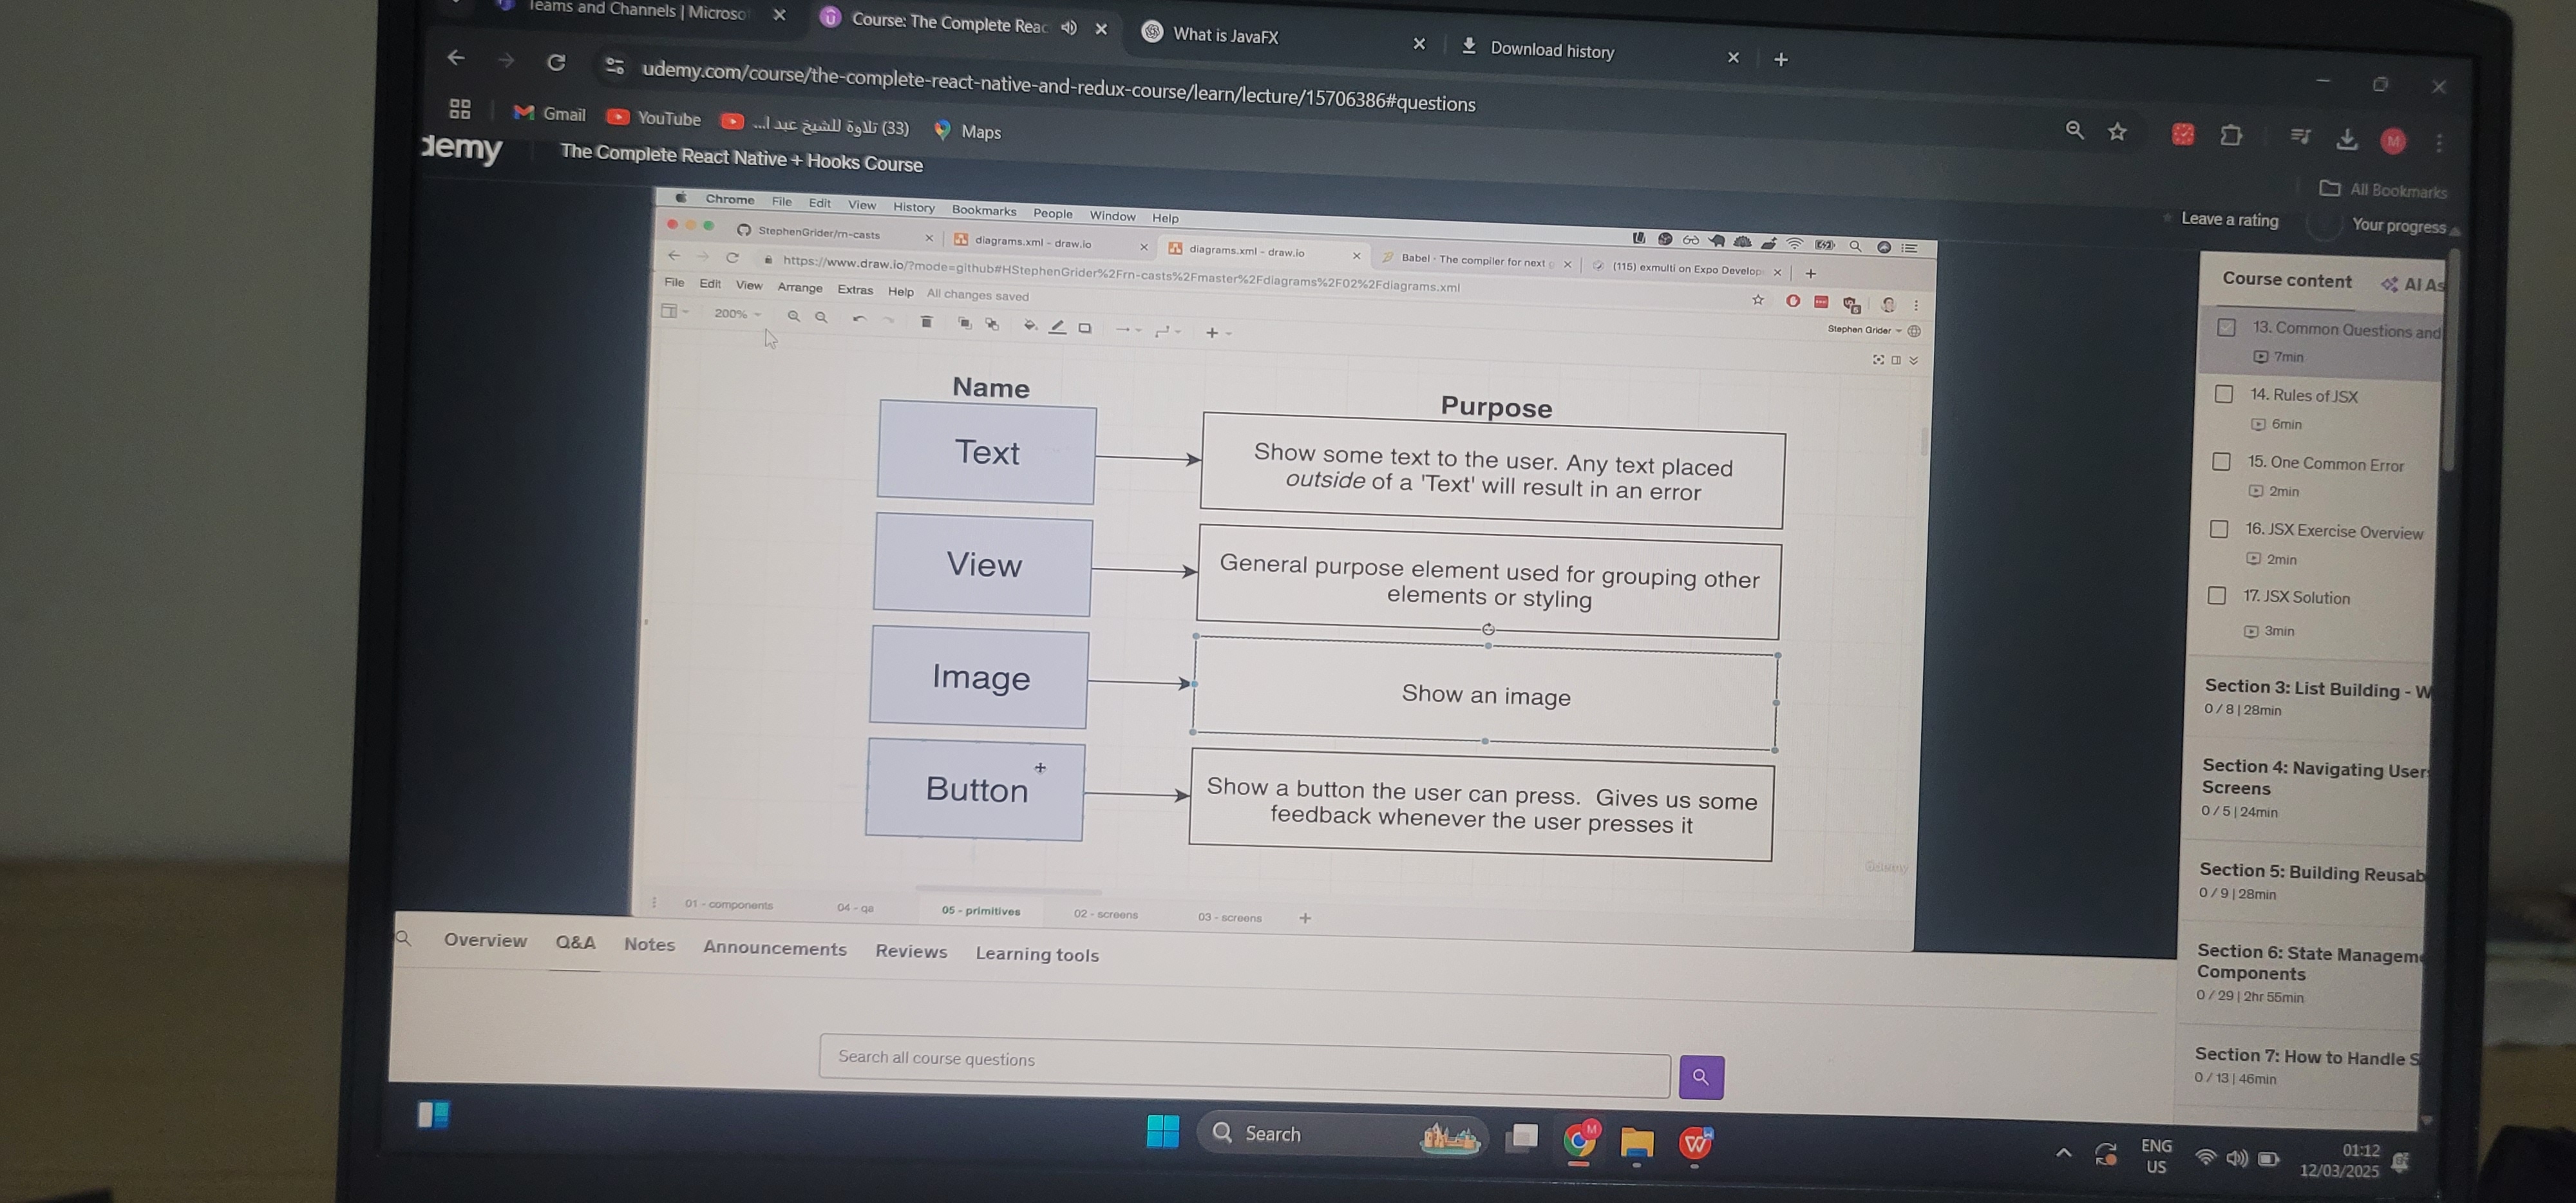 Teams and Channels | Microso
Course: The Complete Reac
What is JavaFX
Download history
udemy.com/course/the-complete-react-native-and-redux-course/learn/lecture/15706386#questions
Gmail
YouTube
(33) تلاوة للشيخ عبد ا...
Maps
M
All Bookmarks
demy
The Complete React Native + Hooks Course
Leave a rating
Your progress
Chrome File Edit View History Bookmarks People Window Help
StephenGrider/rn-casts
diagrams.xml - draw.io
diagrams.xml - draw.io
Babel - The compiler for next
(115) exmulti on Expo Develop
https://www.draw.io/?mode=github#HStephenGrider%2Frn-casts%2Fmaster%2Fdiagrams%2F02%2Fdiagrams.xml
File Edit View Arrange Extras Help All changes saved
200%
Stephen Grider
Name
Purpose
Text
Show some text to the user. Any text placed
outside of a 'Text' will result in an error
View
General purpose element used for grouping other
elements or styling
Image
Show an image
Button
Show a button the user can press. Gives us some
feedback whenever the user presses it
Udemy
01 - components
04 - qa
05 - primitives
02 - screens
03 - screens
Course content
AI As
13. Common Questions and
7min
14. Rules of JSX
6min
15. One Common Error
2min
16. JSX Exercise Overview
2min
17. JSX Solution
3min
Section 3: List Building - W
0 / 8 | 28min
Section 4: Navigating User
Screens
0 / 5 | 24min
Section 5: Building Reusab
0 / 9 | 28min
Section 6: State Managem
Components
0 / 29 | 2hr 55min
Section 7: How to Handle S
0 / 13 | 46min
Overview Q&A Notes Announcements Reviews Learning tools
Search all course questions
Search
M
W
ENG
US
01:12
12/03/2025